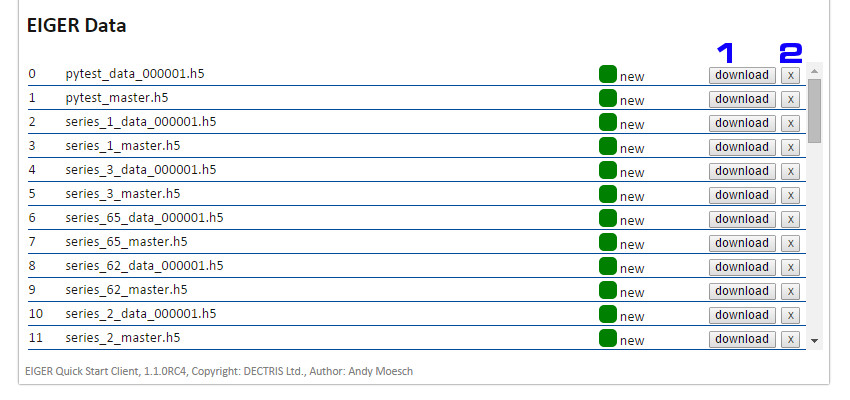 EIGER Data
1 2
0 pytest_data_000001.h5 new download x
1 pytest_master.h5 new download x
2 series_1_data_000001.h5 new download x
3 series_1_master.h5 new download x
4 series_3_data_000001.h5 new download x
5 series_3_master.h5 new download x
6 series_65_data_000001.h5 new download x
7 series_65_master.h5 new download x
8 series_62_data_000001.h5 new download x
9 series_62_master.h5 new download x
10 series_2_data_000001.h5 new download x
11 series_2_master.h5 new download x
EIGER Quick Start Client, 1.1.0RC4, Copyright: DECTRIS Ltd., Author: Andy Moesch